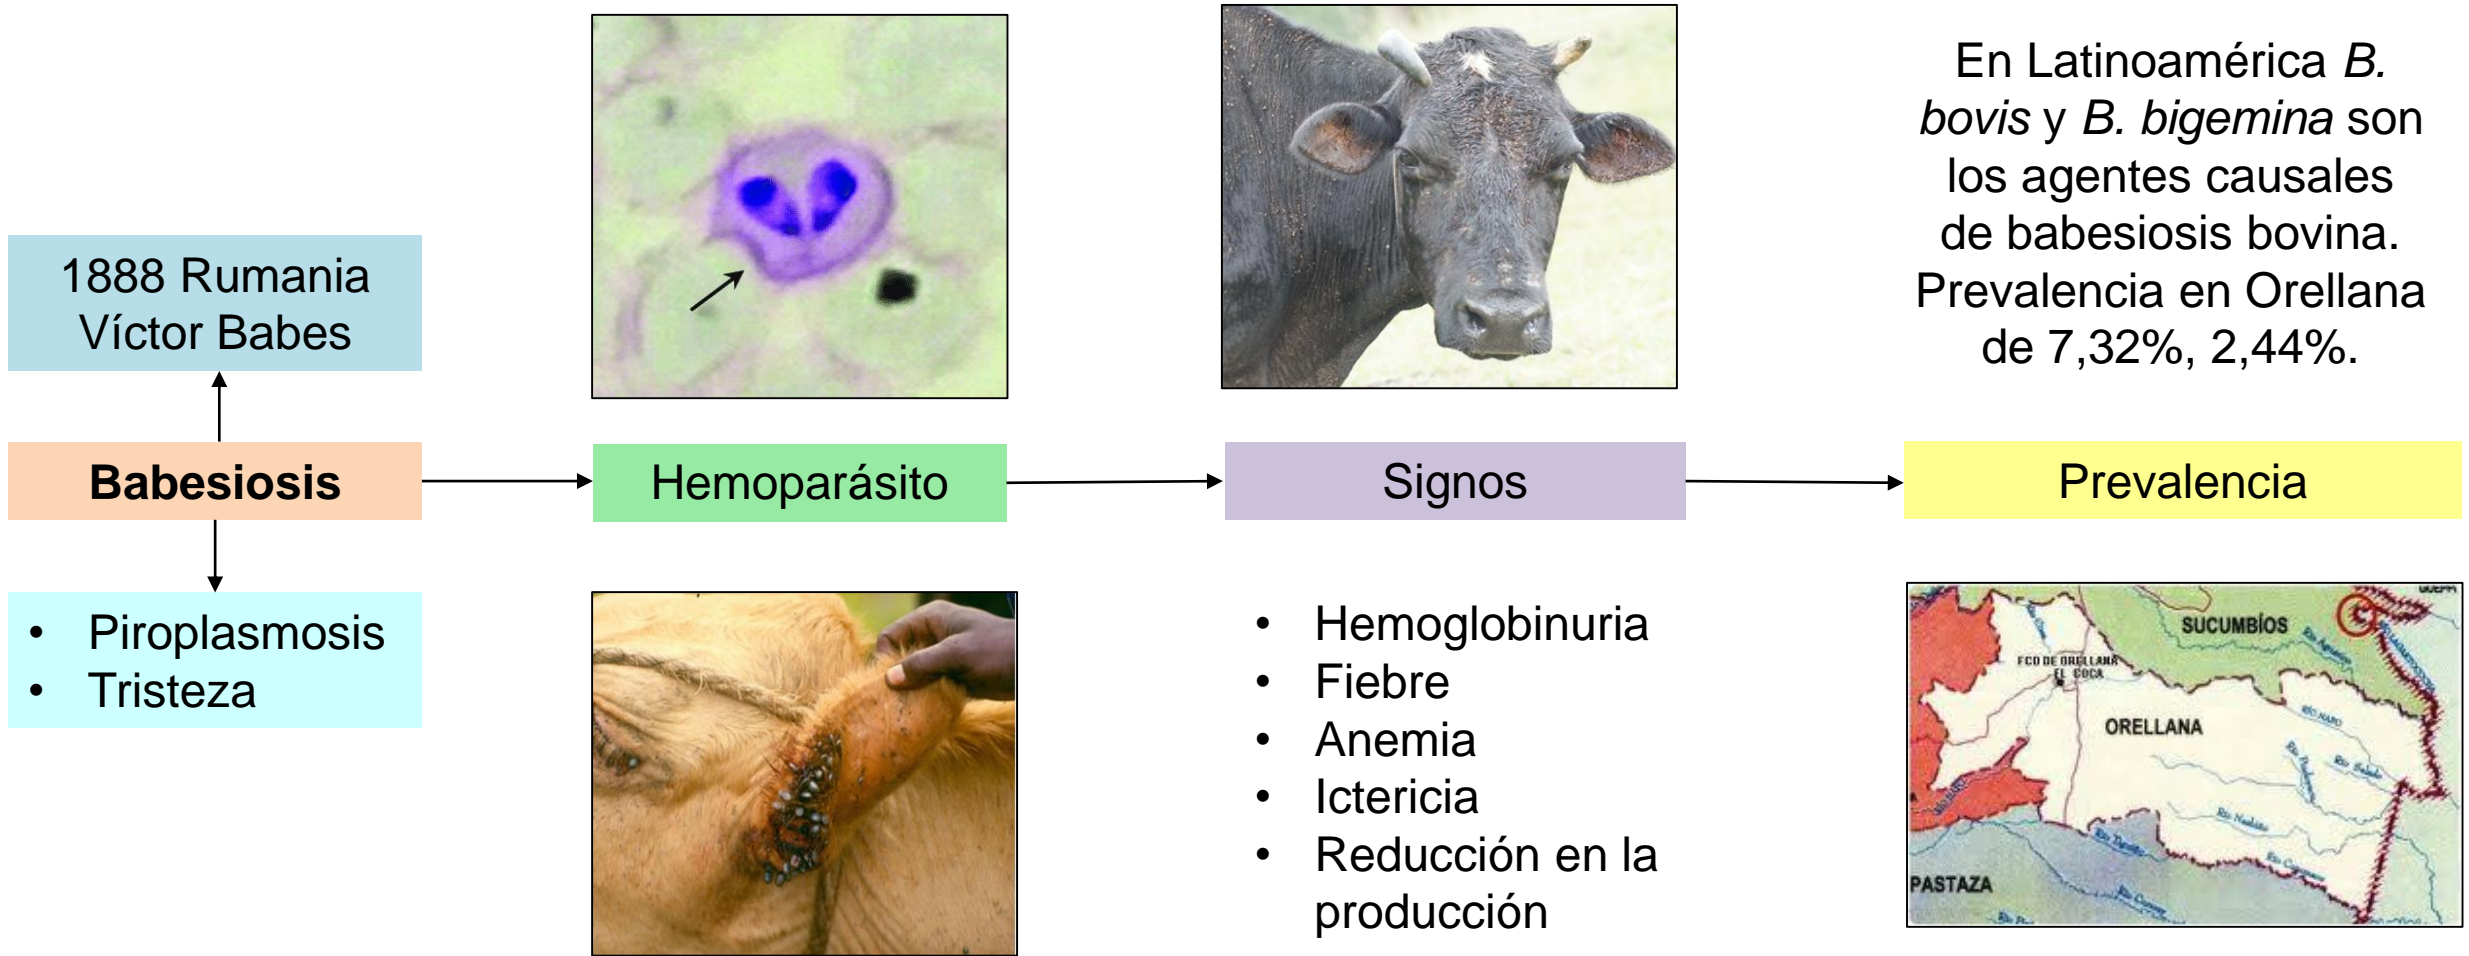 1888 Rumania
Víctor Babes
Babesiosis
• Piroplasmosis
• Tristeza
Hemoparásito
Signos
• Hemoglobinuria
• Fiebre
• Anemia
• Ictericia
• Reducción en la
producción
En Latinoamérica B.
bovis y B. bigemina son
los agentes causales
de babesiosis bovina.
Prevalencia en Orellana
de 7,32%, 2,44%.
Prevalencia
SUCUMBÍOS
FCO DE ORELLANA
EL COCA
ORELLANA
RÍO NAPO
PASTAZA